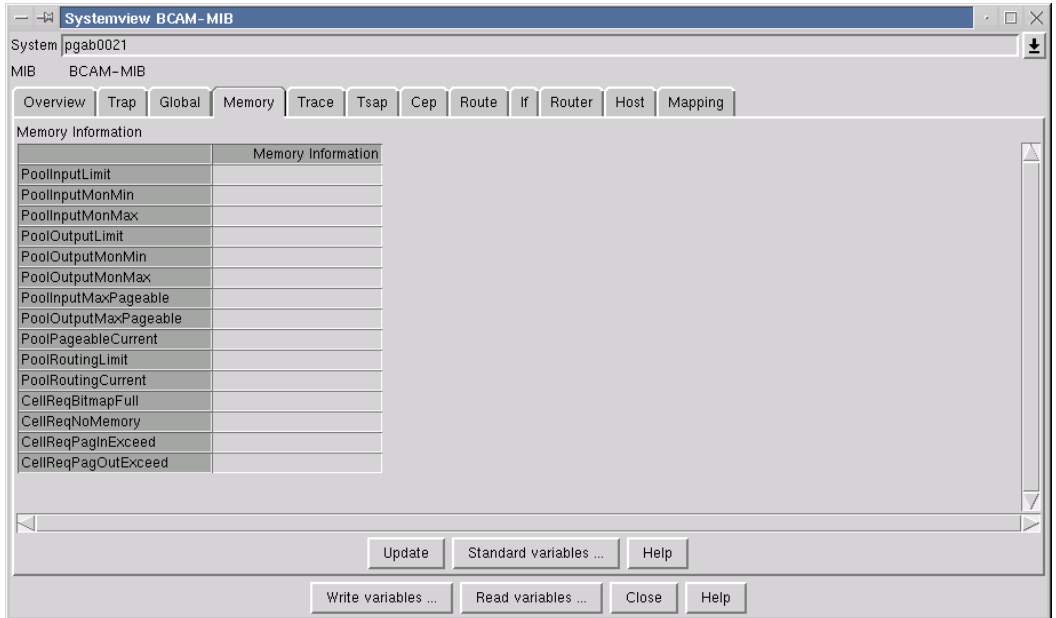 Systemview BCAM-MIB
System pgab0021
MIB BCAM-MIB
Overview Trap Global Memory Trace Tsap Cep Route If Router Host Mapping
Memory Information
Memory Information
PoolInputLimit
PoolInputMonMin
PoolInputMonMax
PoolOutputLimit
PoolOutputMonMin
PoolOutputMonMax
PoolInputMaxPageable
PoolOutputMaxPageable
PoolPageableCurrent
PoolRoutingLimit
PoolRoutingCurrent
CellReqBitmapFull
CellReqNoMemory
CellReqPagInExceed
CellReqPagOutExceed
Update Standard variables ... Help
Write variables ... Read variables ... Close Help